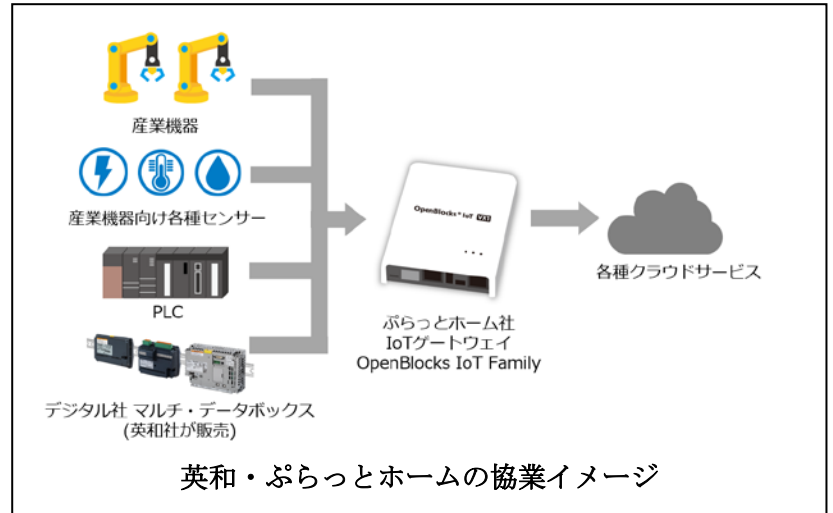 産業機器
産業機器向け各種センサー
PLC
デジタル社 マルチ・データボックス
(英和社が販売)
OpenBlocks® IoT VX1
ぷらっとホーム社
IoTゲートウェイ
OpenBlocks IoT Family
各種クラウドサービス
英和・ぷらっとホームの協業イメージ